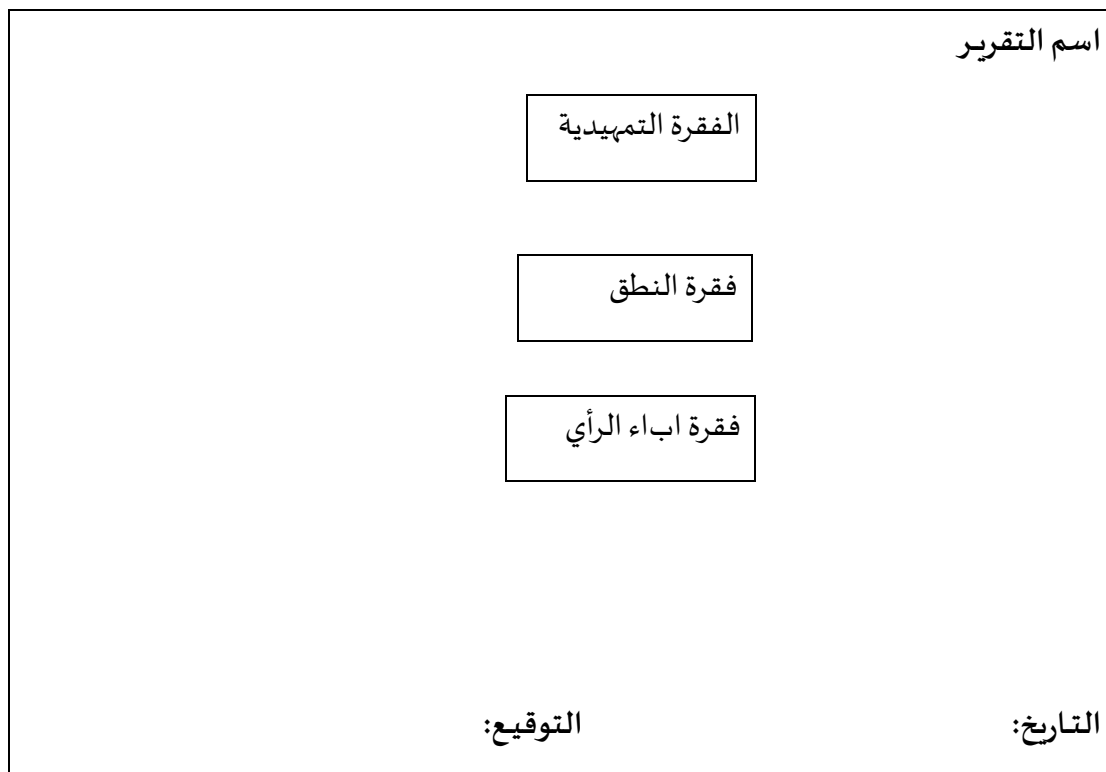 اسم التقرير
الفقرة التمهيدية
فقرة النطق
فقرة اباء الرأي
التاريخ: التوقيع: